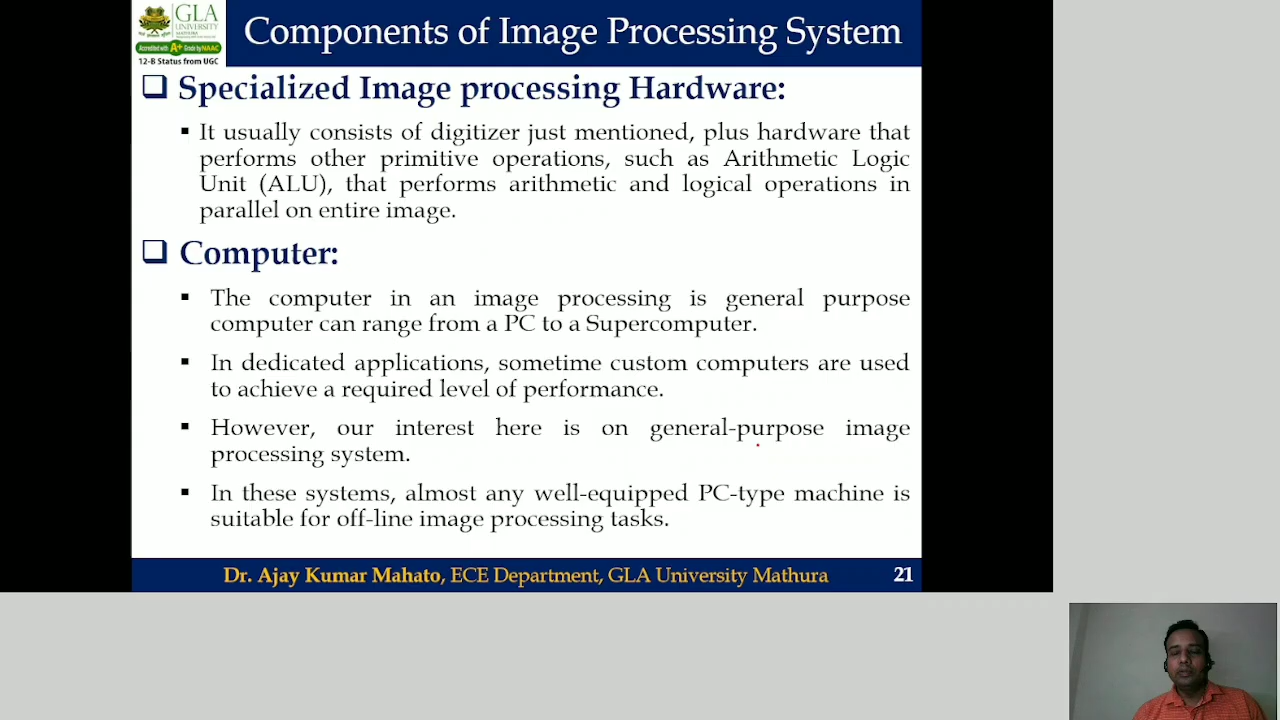 GLA
UNIVERSITY
MATHURA
Accredited with A+ Grade by NAAC
12-B Status from UGC
Components of Image Processing System
Specialized Image processing Hardware:
It usually consists of digitizer just mentioned, plus hardware that
performs other primitive operations, such as Arithmetic Logic
Unit (ALU), that performs arithmetic and logical operations in
parallel on entire image.
Computer:
The computer in an image processing is general purpose
computer can range from a PC to a Supercomputer.
In dedicated applications, sometime custom computers are used
to achieve a required level of performance.
However, our interest here is on general-purpose image
processing system.
In these systems, almost any well-equipped PC-type machine is
suitable for off-line image processing tasks.
Dr. Ajay Kumar Mahato, ECE Department, GLA University Mathura
21